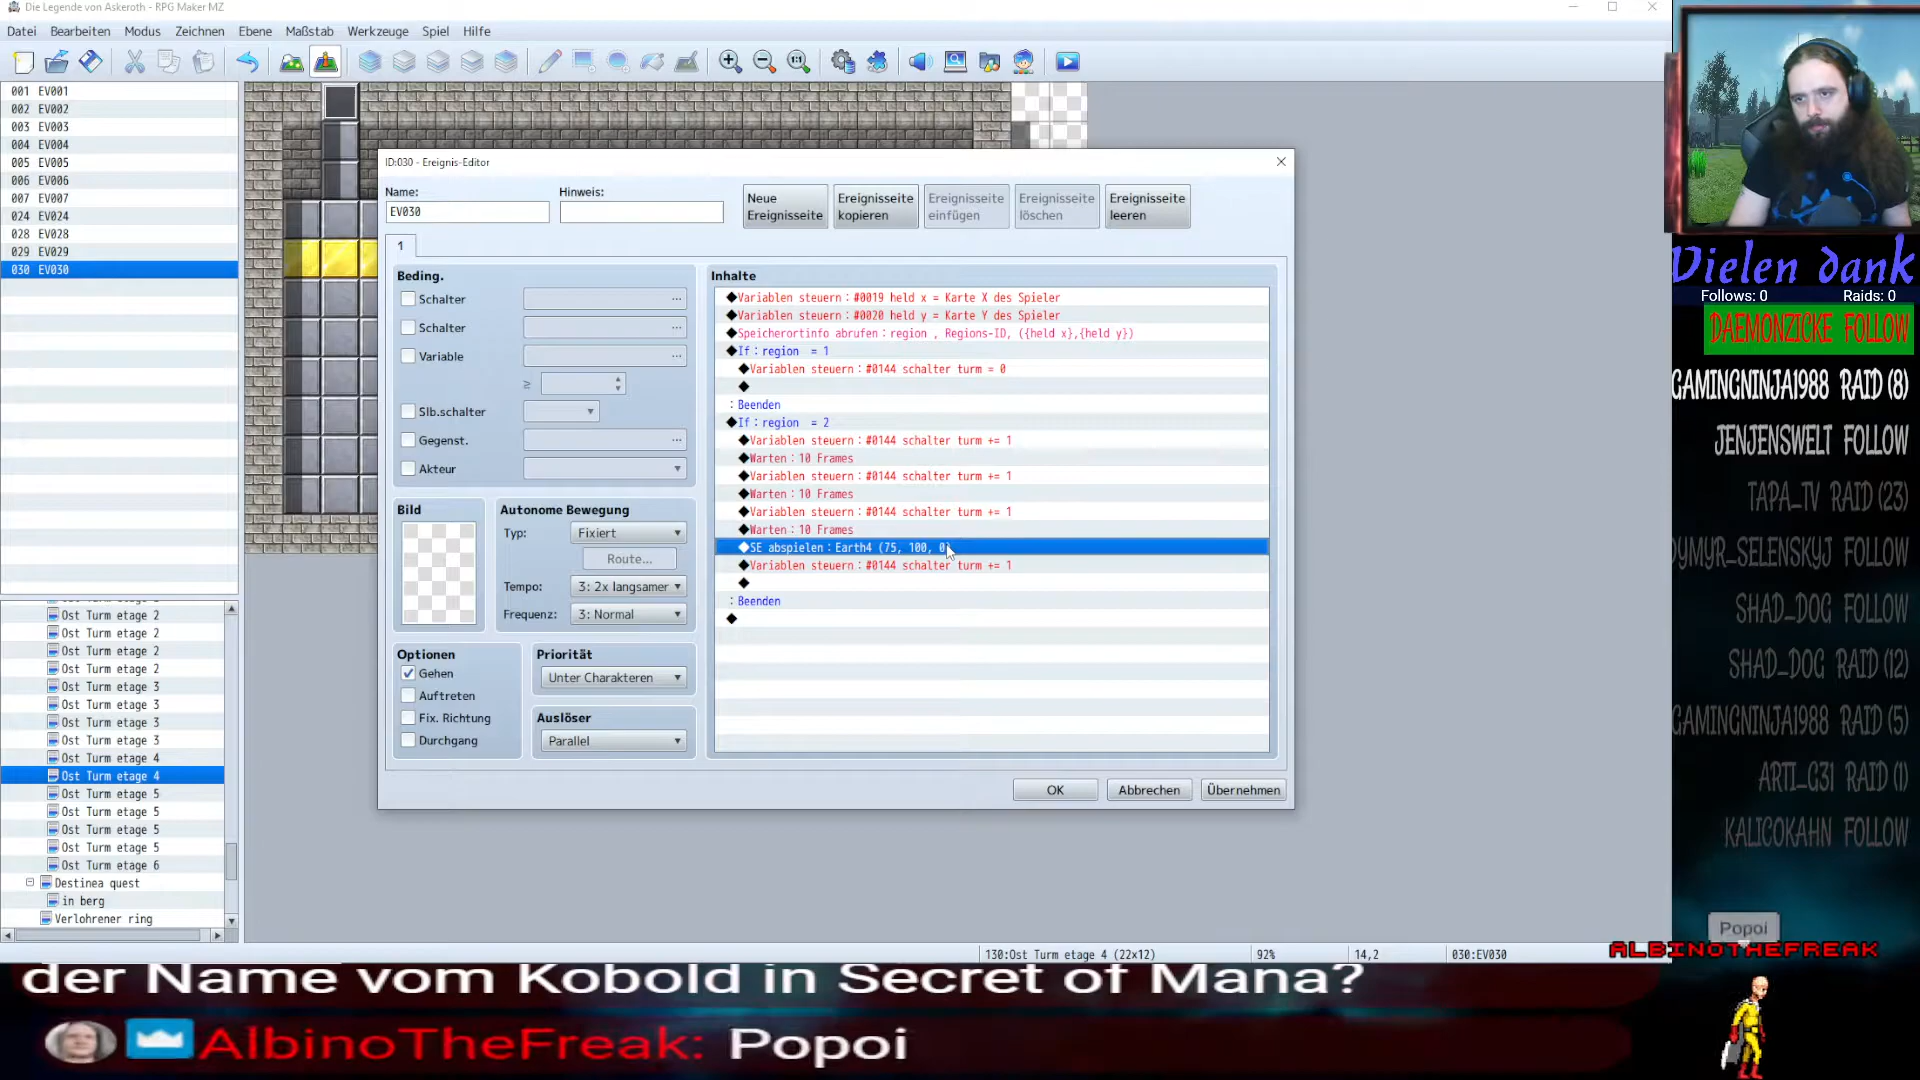 Die Legende von Askeroth - RPG Maker MZ
Datei Bearbeiten Modus Zeichnen Ebene Maßstab Werkzeuge Spiel Hilfe
001 EV001
002 EV002
003 EV003
004 EV004
005 EV005
006 EV006
007 EV007
024 EV024
028 EV028
029 EV029
030 EV030
Ost Turm etage 2
Ost Turm etage 2
Ost Turm etage 2
Ost Turm etage 2
Ost Turm etage 3
Ost Turm etage 3
Ost Turm etage 3
Ost Turm etage 3
Ost Turm etage 4
Ost Turm etage 4
Ost Turm etage 5
Ost Turm etage 5
Ost Turm etage 5
Ost Turm etage 5
Ost Turm etage 6
Destinea quest
in berg
Verlohrener ring
ID:030 - Ereignis-Editor
Name:
EV030
Hinweis:
Neue Ereignisseite
Ereignisseite kopieren
Ereignisseite einfügen
Ereignisseite löschen
Ereignisseite leeren
1
Beding.
Schalter
Schalter
Variable
≥
Slb.schalter
Gegenst.
Akteur
Bild
Autonome Bewegung
Typ: Fixiert
Route...
Tempo: 3: 2x langsamer
Frequenz: 3: Normal
Optionen
Gehen
Auftreten
Fix. Richtung
Durchgang
Priorität
Unter Charakteren
Auslöser
Parallel
Inhalte
◆Variablen steuern：#0019 held x = Karte X des Spieler
◆Variablen steuern：#0020 held y = Karte Y des Spieler
◆Speicherortinfo abrufen：region , Regions-ID, ({held x},{held y})
◆If：region = 1
◆Variablen steuern：#0144 schalter turm = 0
◆
：Beenden
◆If：region = 2
◆Variablen steuern：#0144 schalter turm += 1
◆Warten：10 Frames
◆Variablen steuern：#0144 schalter turm += 1
◆Warten：10 Frames
◆Variablen steuern：#0144 schalter turm += 1
◆Warten：10 Frames
◆SE abspielen：Earth4 (75, 100, 0)
◆Variablen steuern：#0144 schalter turm += 1
◆
：Beenden
◆
OK Abbrechen Übernehmen
130:Ost Turm etage 4 (22x12) 92% 14,2 030:EV030
Vielen dank
Follows: 0 Raids: 0
DAEMONZICKE FOLLOW
GAMINGNINJA1988 RAID (8)
JENJENSWELT FOLLOW
TAPA_TV RAID (23)
DYMYR_SELENSKYJ FOLLOW
SHAD_DOG FOLLOW
SHAD_DOG RAID (12)
GAMINGNINJA1988 RAID (5)
ARTI_G31 RAID (1)
KALICOKAHN FOLLOW
Popoi
ALBINOTHEFREAK
der Name vom Kobold in Secret of Mana?
AlbinoTheFreak: Popoi